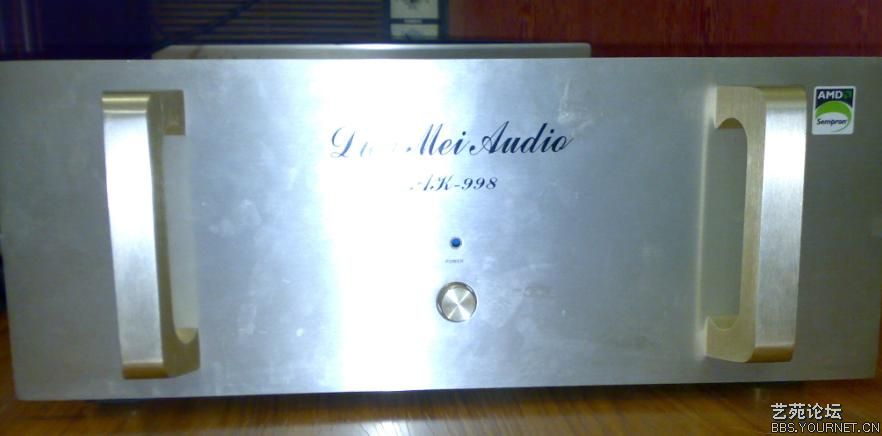 Mei Audio
AK-998
POWER
AMD
Sempron
艺苑论坛
BBS.YOURNET.CN